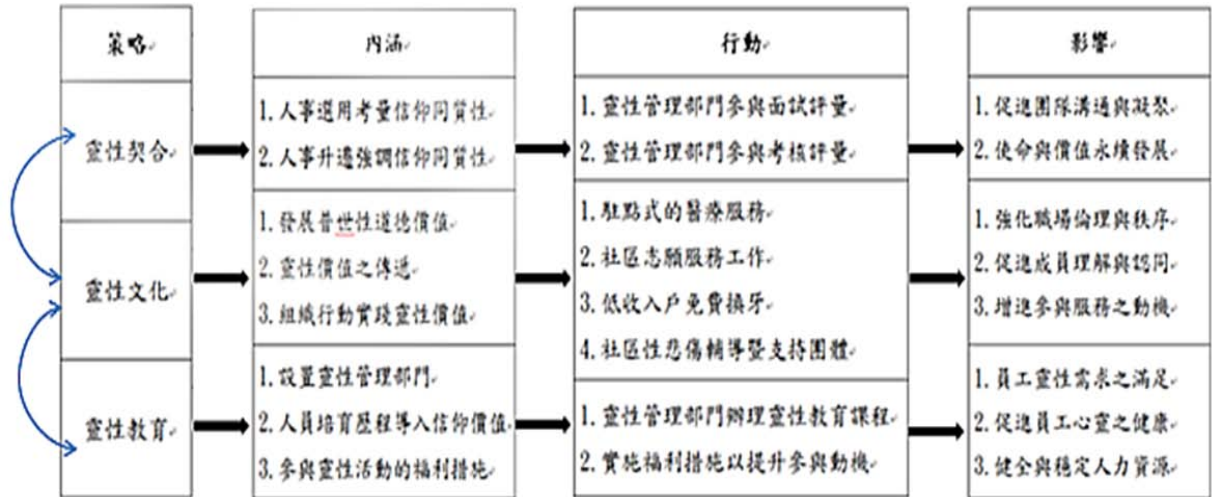 策略
靈性契合
靈性文化
靈性教育
內涵
1.人事選用考量信仰同質性
2.人事升遷強調信仰同質性
1.發展普世性道德價值
2.靈性價值之傳遞
3.組織行動實踐靈性價值
1.設置靈性管理部門
2.人員培育歷程導入信仰價值
3.參與靈性活動的福利措施
行動
1.靈性管理部門參與面試評量
2.靈性管理部門參與考核評量
1.駐點式的醫療服務
2.社區志願服務工作
3.低收入戶免費換牙
4.社區性悲傷輔導暨支持團體
1.靈性管理部門辦理靈性教育課程
2.實施福利措施以提升參與動機
影響
1.促進團隊溝通與凝聚
2.使命與價值永續發展
1.強化職場倫理與秩序
2.促進成員理解與認同
3.增進參與服務之動機
1.員工靈性需求之滿足
2.促進員工心靈之健康
3.健全與穩定人力資源